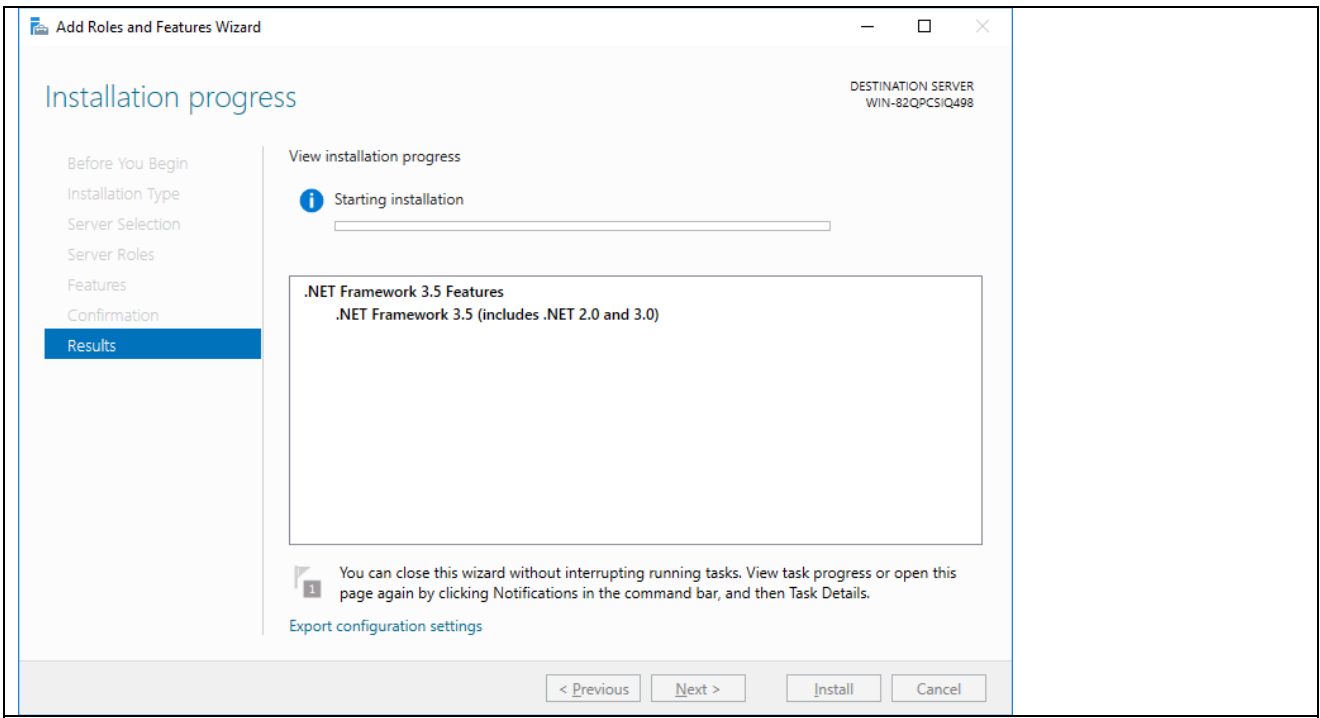 Add Roles and Features Wizard
Installation progress
DESTINATION SERVER
WIN-82QPCSIQ498
Before You Begin
Installation Type
Server Selection
Server Roles
Features
Confirmation
Results
View installation progress
Starting installation
.NET Framework 3.5 Features
.NET Framework 3.5 (includes .NET 2.0 and 3.0)
1
You can close this wizard without interrupting running tasks. View task progress or open this
page again by clicking Notifications in the command bar, and then Task Details.
Export configuration settings
< Previous
Next >
Install
Cancel